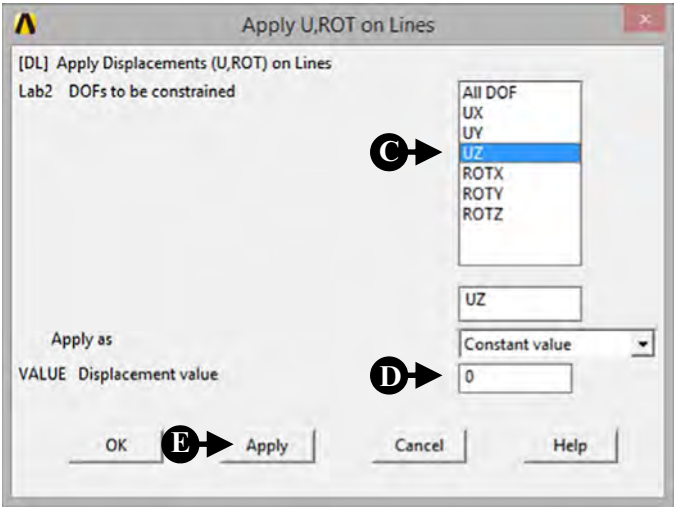 Apply U,ROT on Lines
[DL] Apply Displacements (U,ROT) on Lines
Lab2 DOFs to be constrained
All DOF
UX
UY
C UZ
ROTX
ROTY
ROTZ
UZ
Apply as Constant value
VALUE Displacement value D 0
OK E Apply Cancel Help